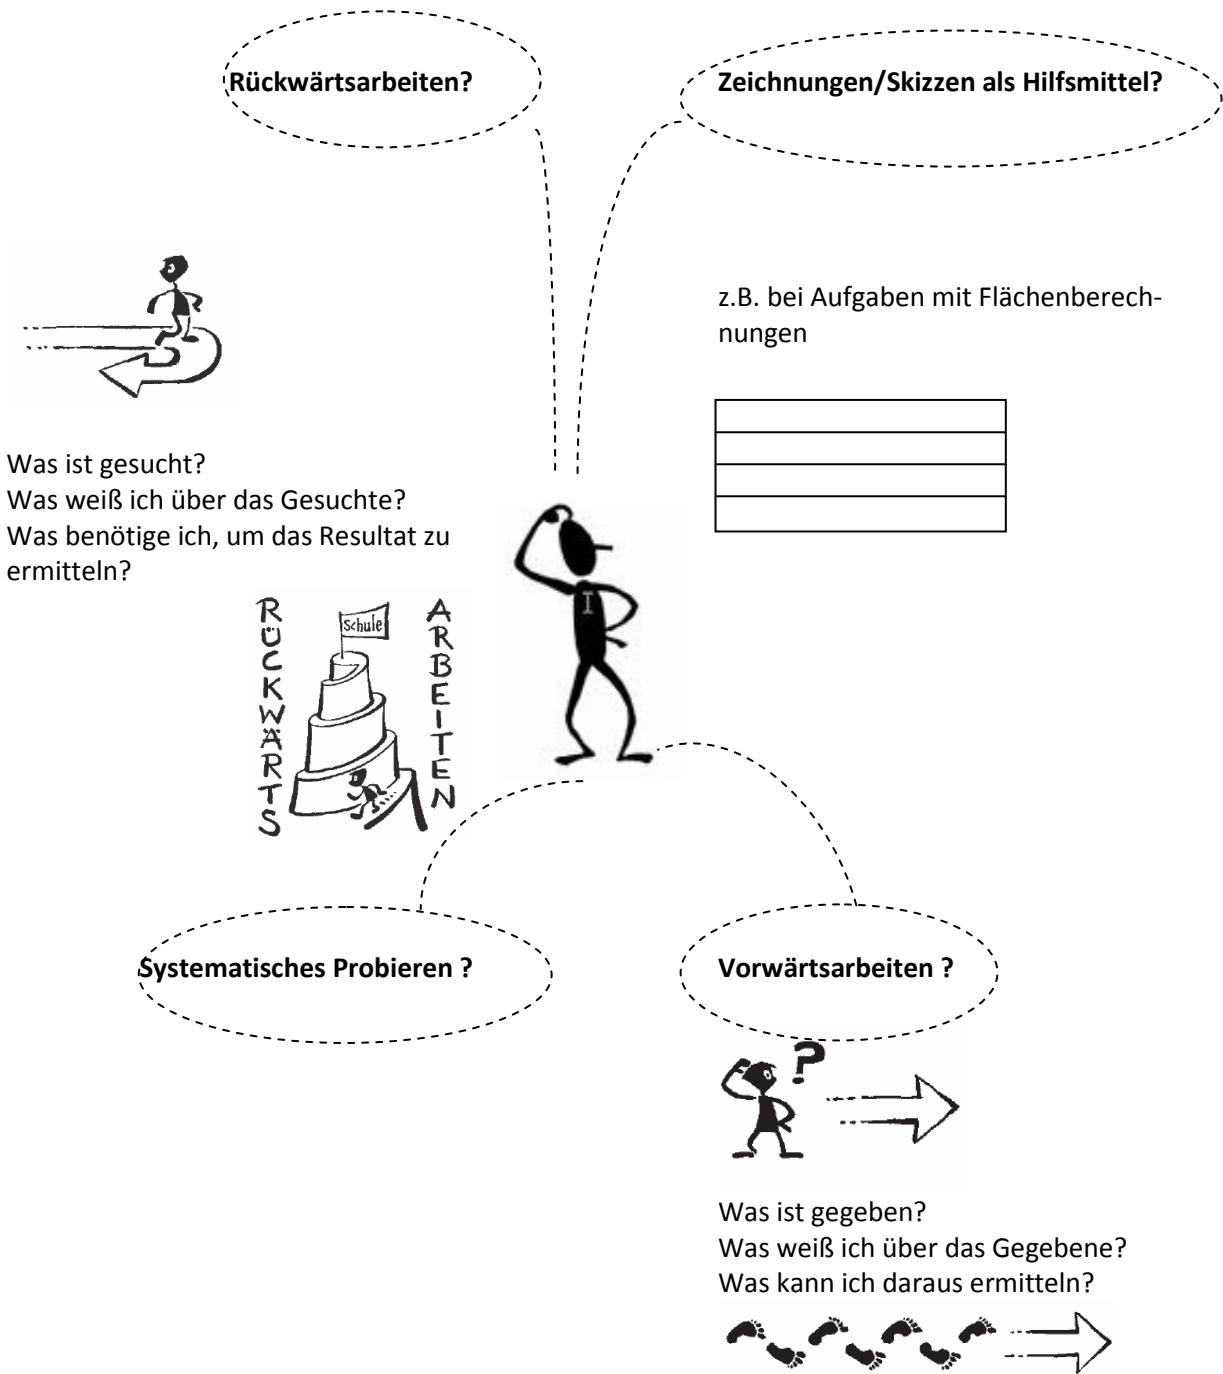 Rückwärtsarbeiten?
Zeichnungen/Skizzen als Hilfsmittel?
z.B. bei Aufgaben mit Flächenberech-
nungen
Was ist gesucht?
Was weiß ich über das Gesuchte?
Was benötige ich, um das Resultat zu
ermitteln?
RÜCKWÄRTS
Schule
ARBEITEN
I
Systematisches Probieren ?
Vorwärtsarbeiten ?
?
Was ist gegeben?
Was weiß ich über das Gegebene?
Was kann ich daraus ermitteln?